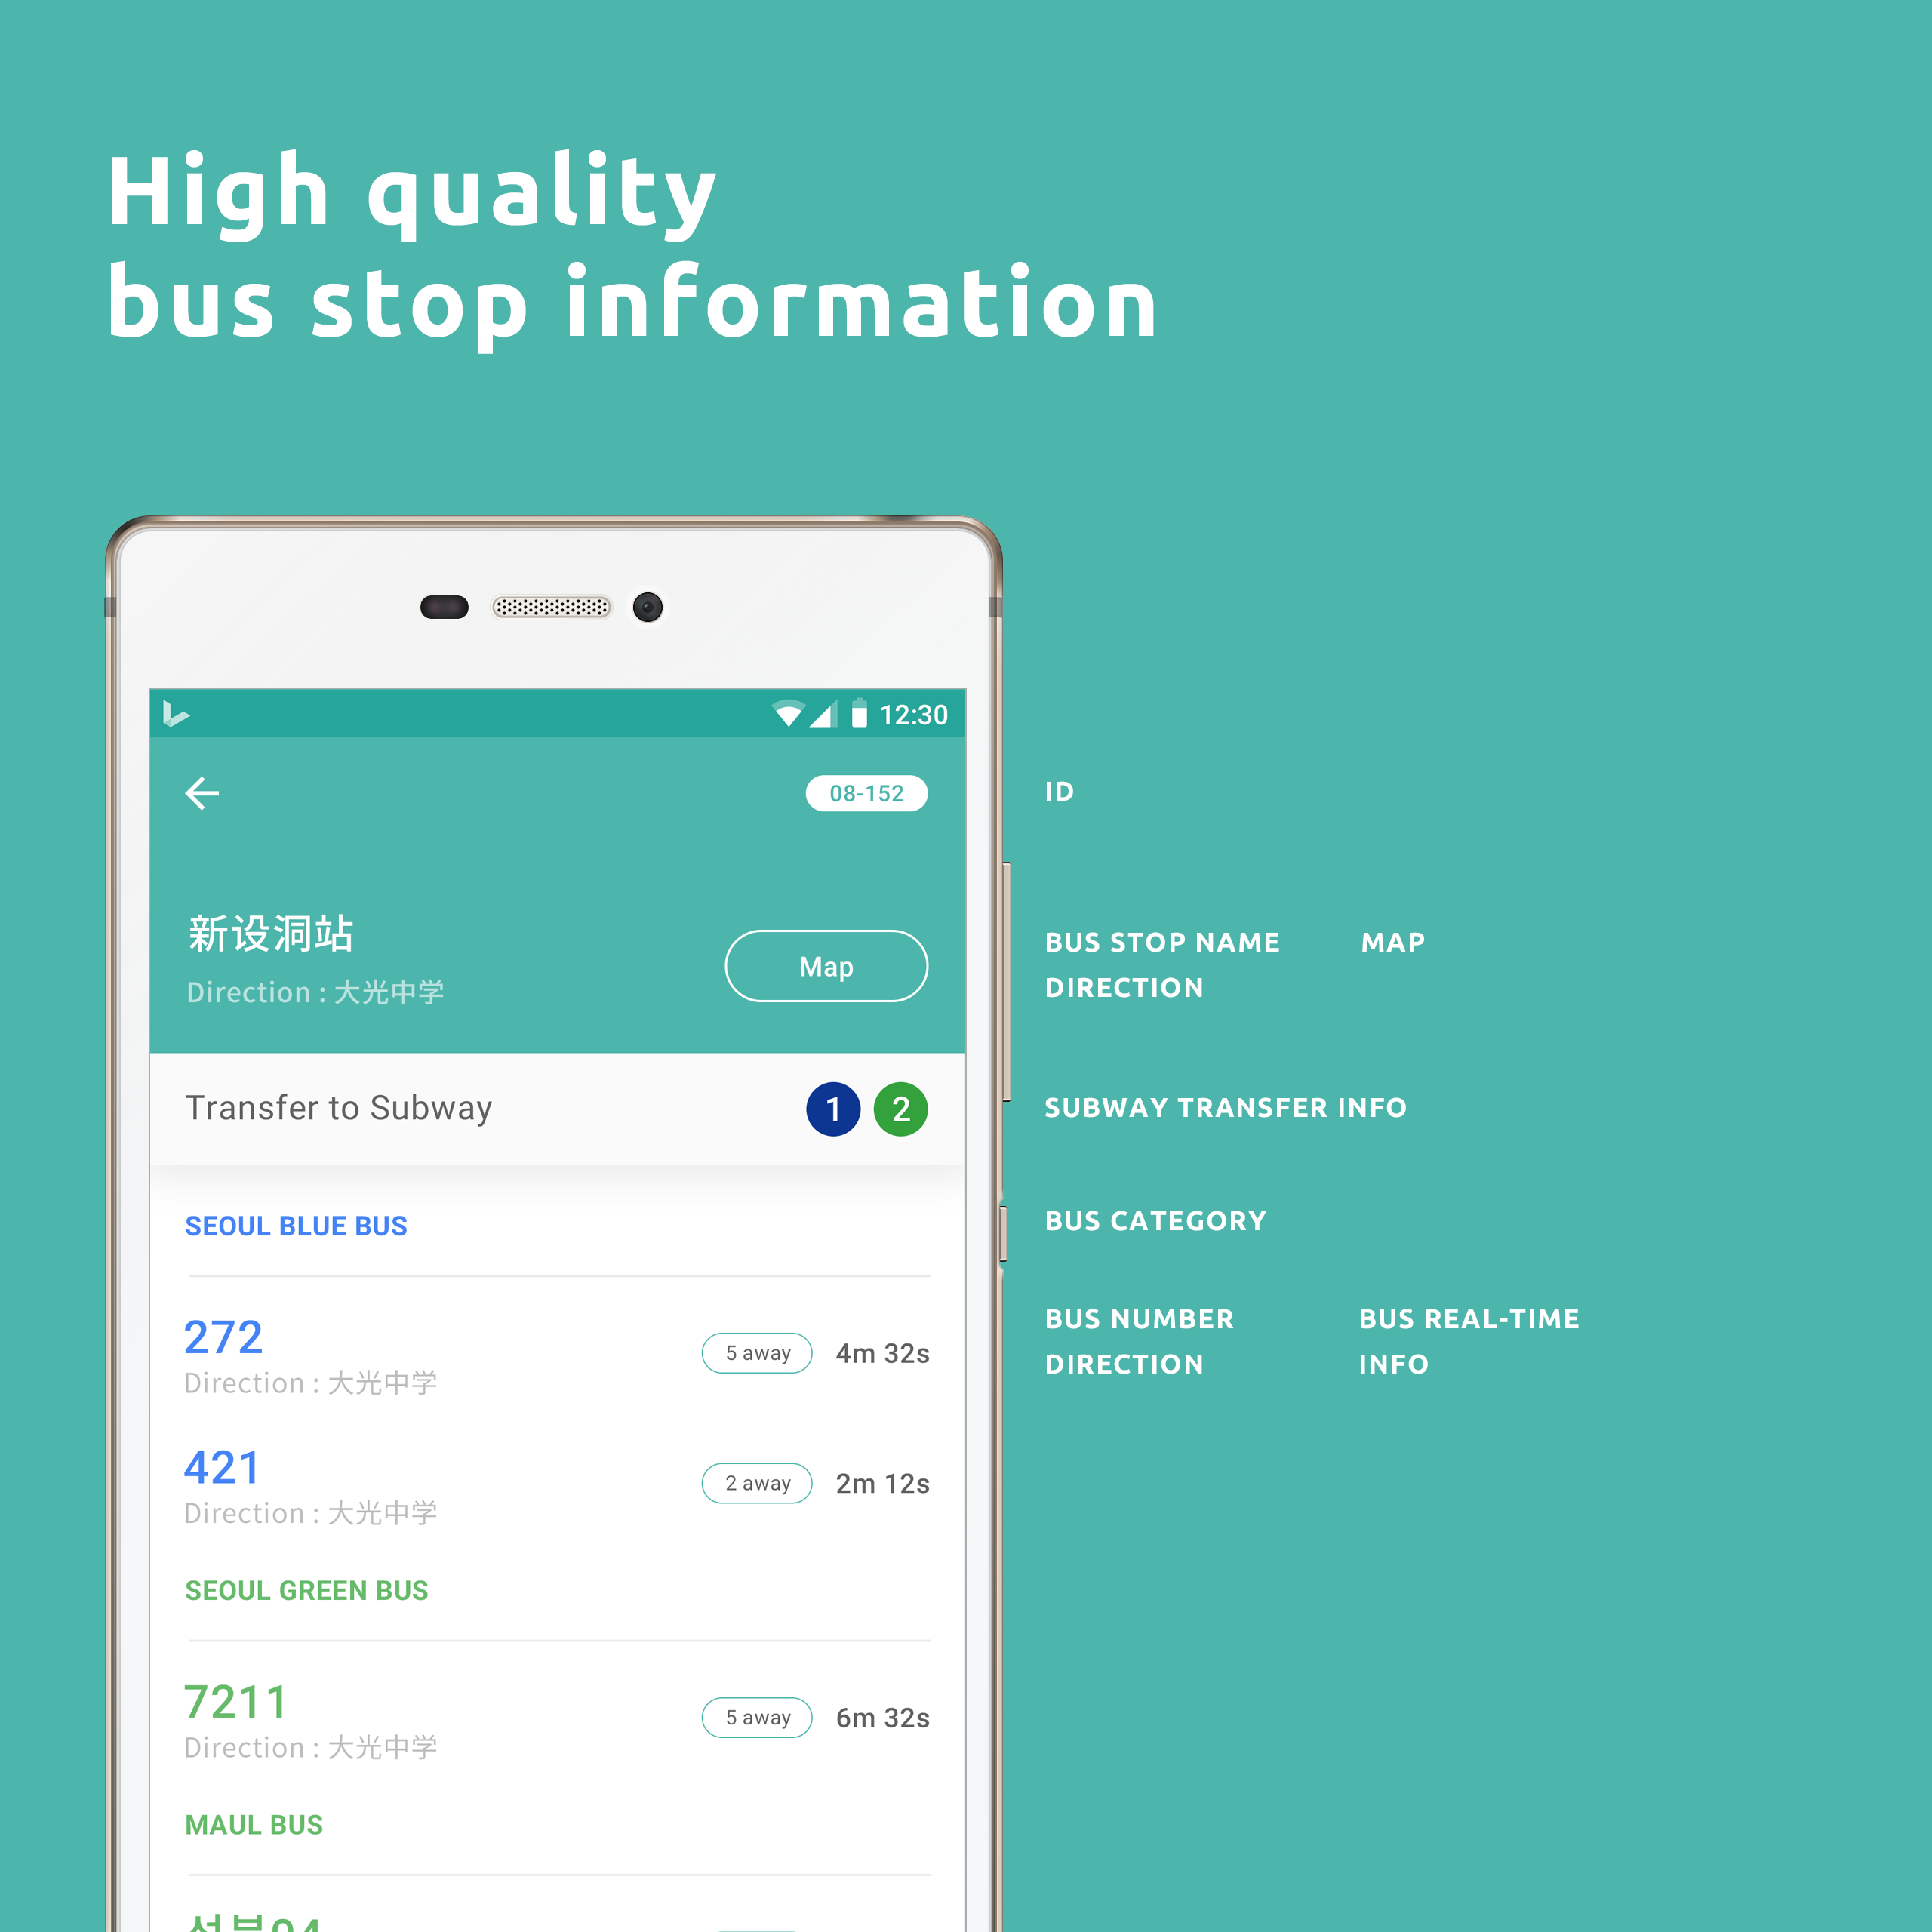 High quality
bus stop information
12:30
08-152
ID
新设洞站
Direction : 大光中学
Map
BUS STOP NAME
MAP
DIRECTION
Transfer to Subway
1 2
SUBWAY TRANSFER INFO
SEOUL BLUE BUS
BUS CATEGORY
272
Direction : 大光中学
5 away 4m 32s
BUS NUMBER
DIRECTION
BUS REAL-TIME
INFO
421
Direction : 大光中学
2 away 2m 12s
SEOUL GREEN BUS
7211
Direction : 大光中学
5 away 6m 32s
MAUL BUS